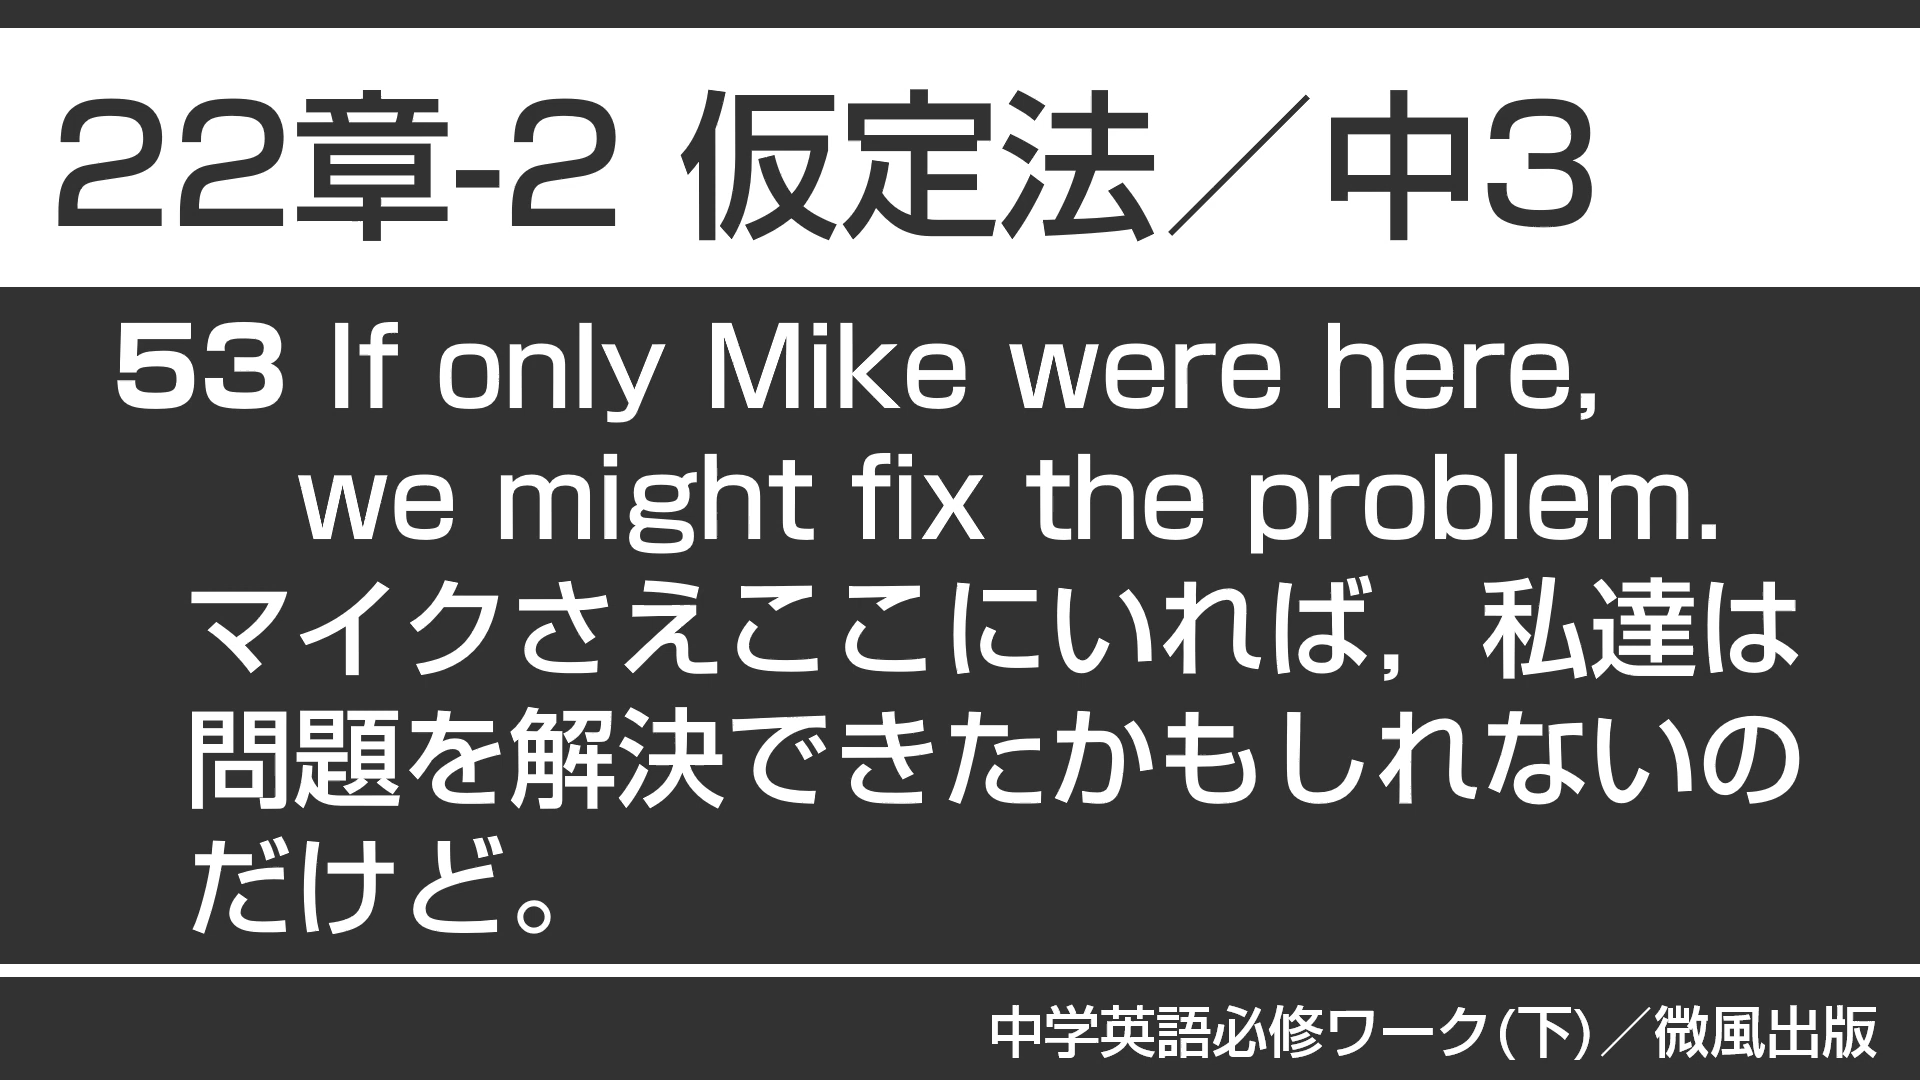 22章-2 仮定法／中3
53 If only Mike were here,
we might fix the problem.
マイクさえここにいれば，私達は
問題を解決できたかもしれないの
だけど。
中学英語必修ワーク(下)／微風出版